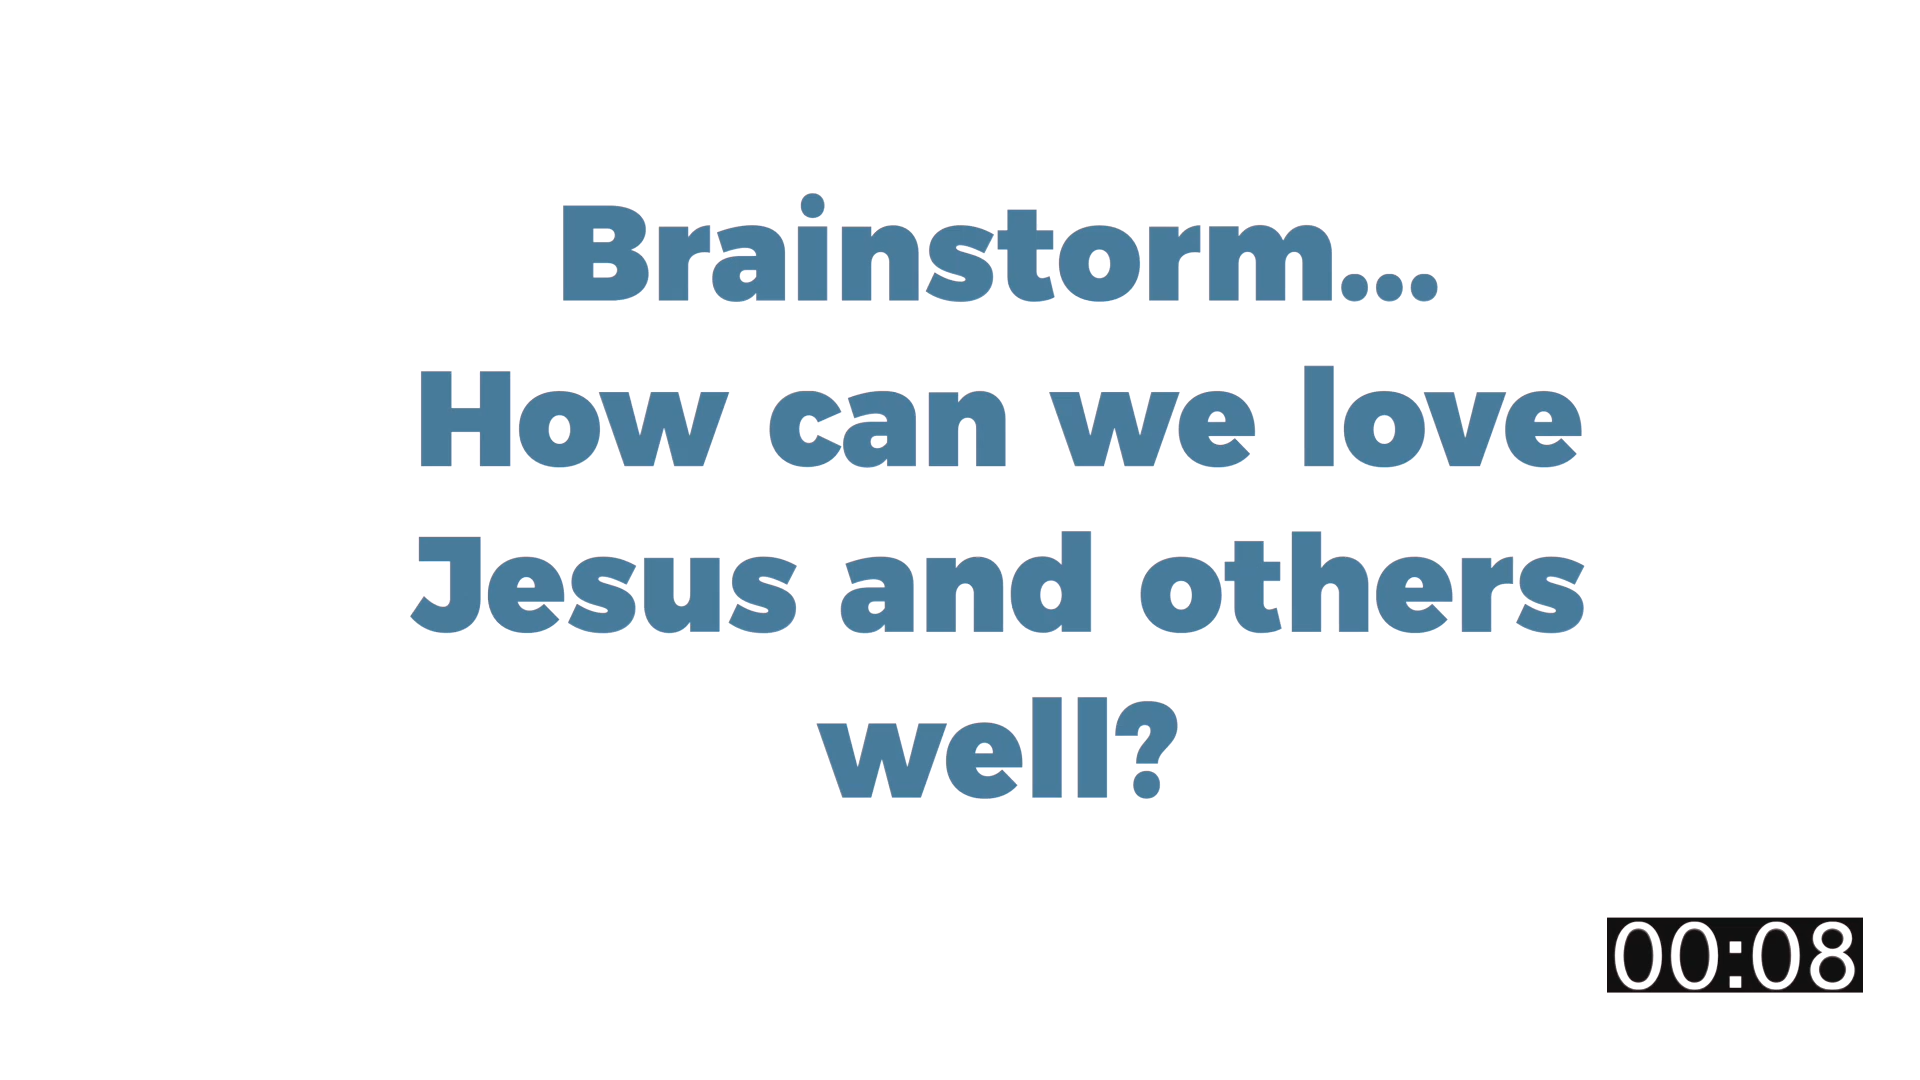 Brainstorm...
How can we love
Jesus and others
well?
00:08